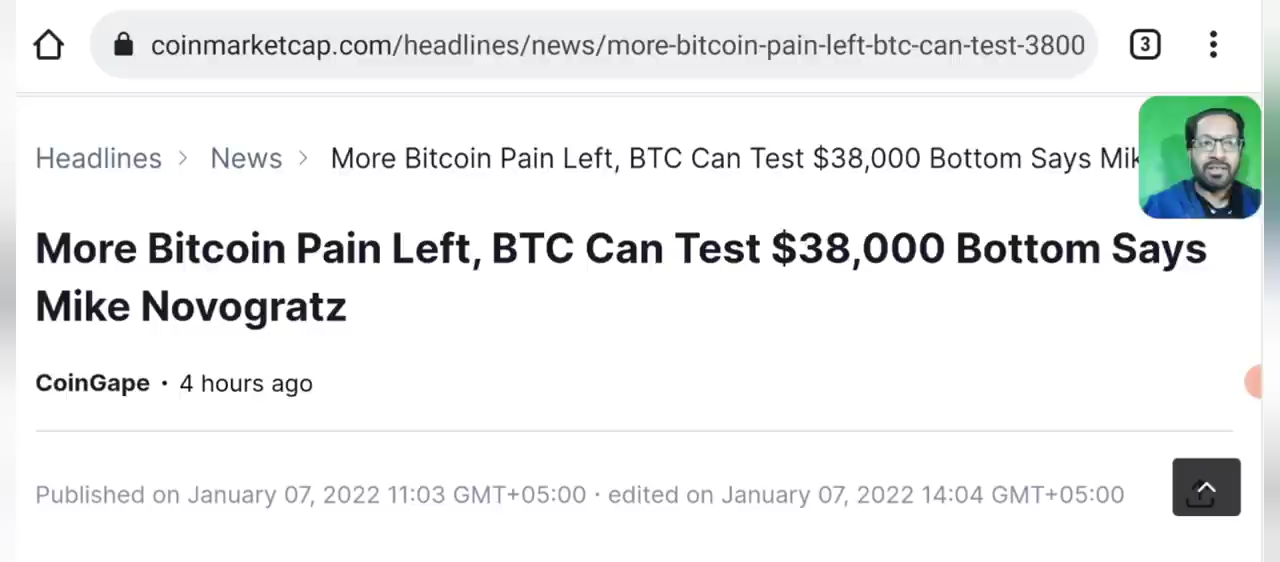 coinmarketcap.com/headlines/news/more-bitcoin-pain-left-btc-can-test-3800
3
Headlines > News > More Bitcoin Pain Left, BTC Can Test $38,000 Bottom Says Mik
More Bitcoin Pain Left, BTC Can Test $38,000 Bottom Says
Mike Novogratz
CoinGape · 4 hours ago
Published on January 07, 2022 11:03 GMT+05:00 · edited on January 07, 2022 14:04 GMT+05:00